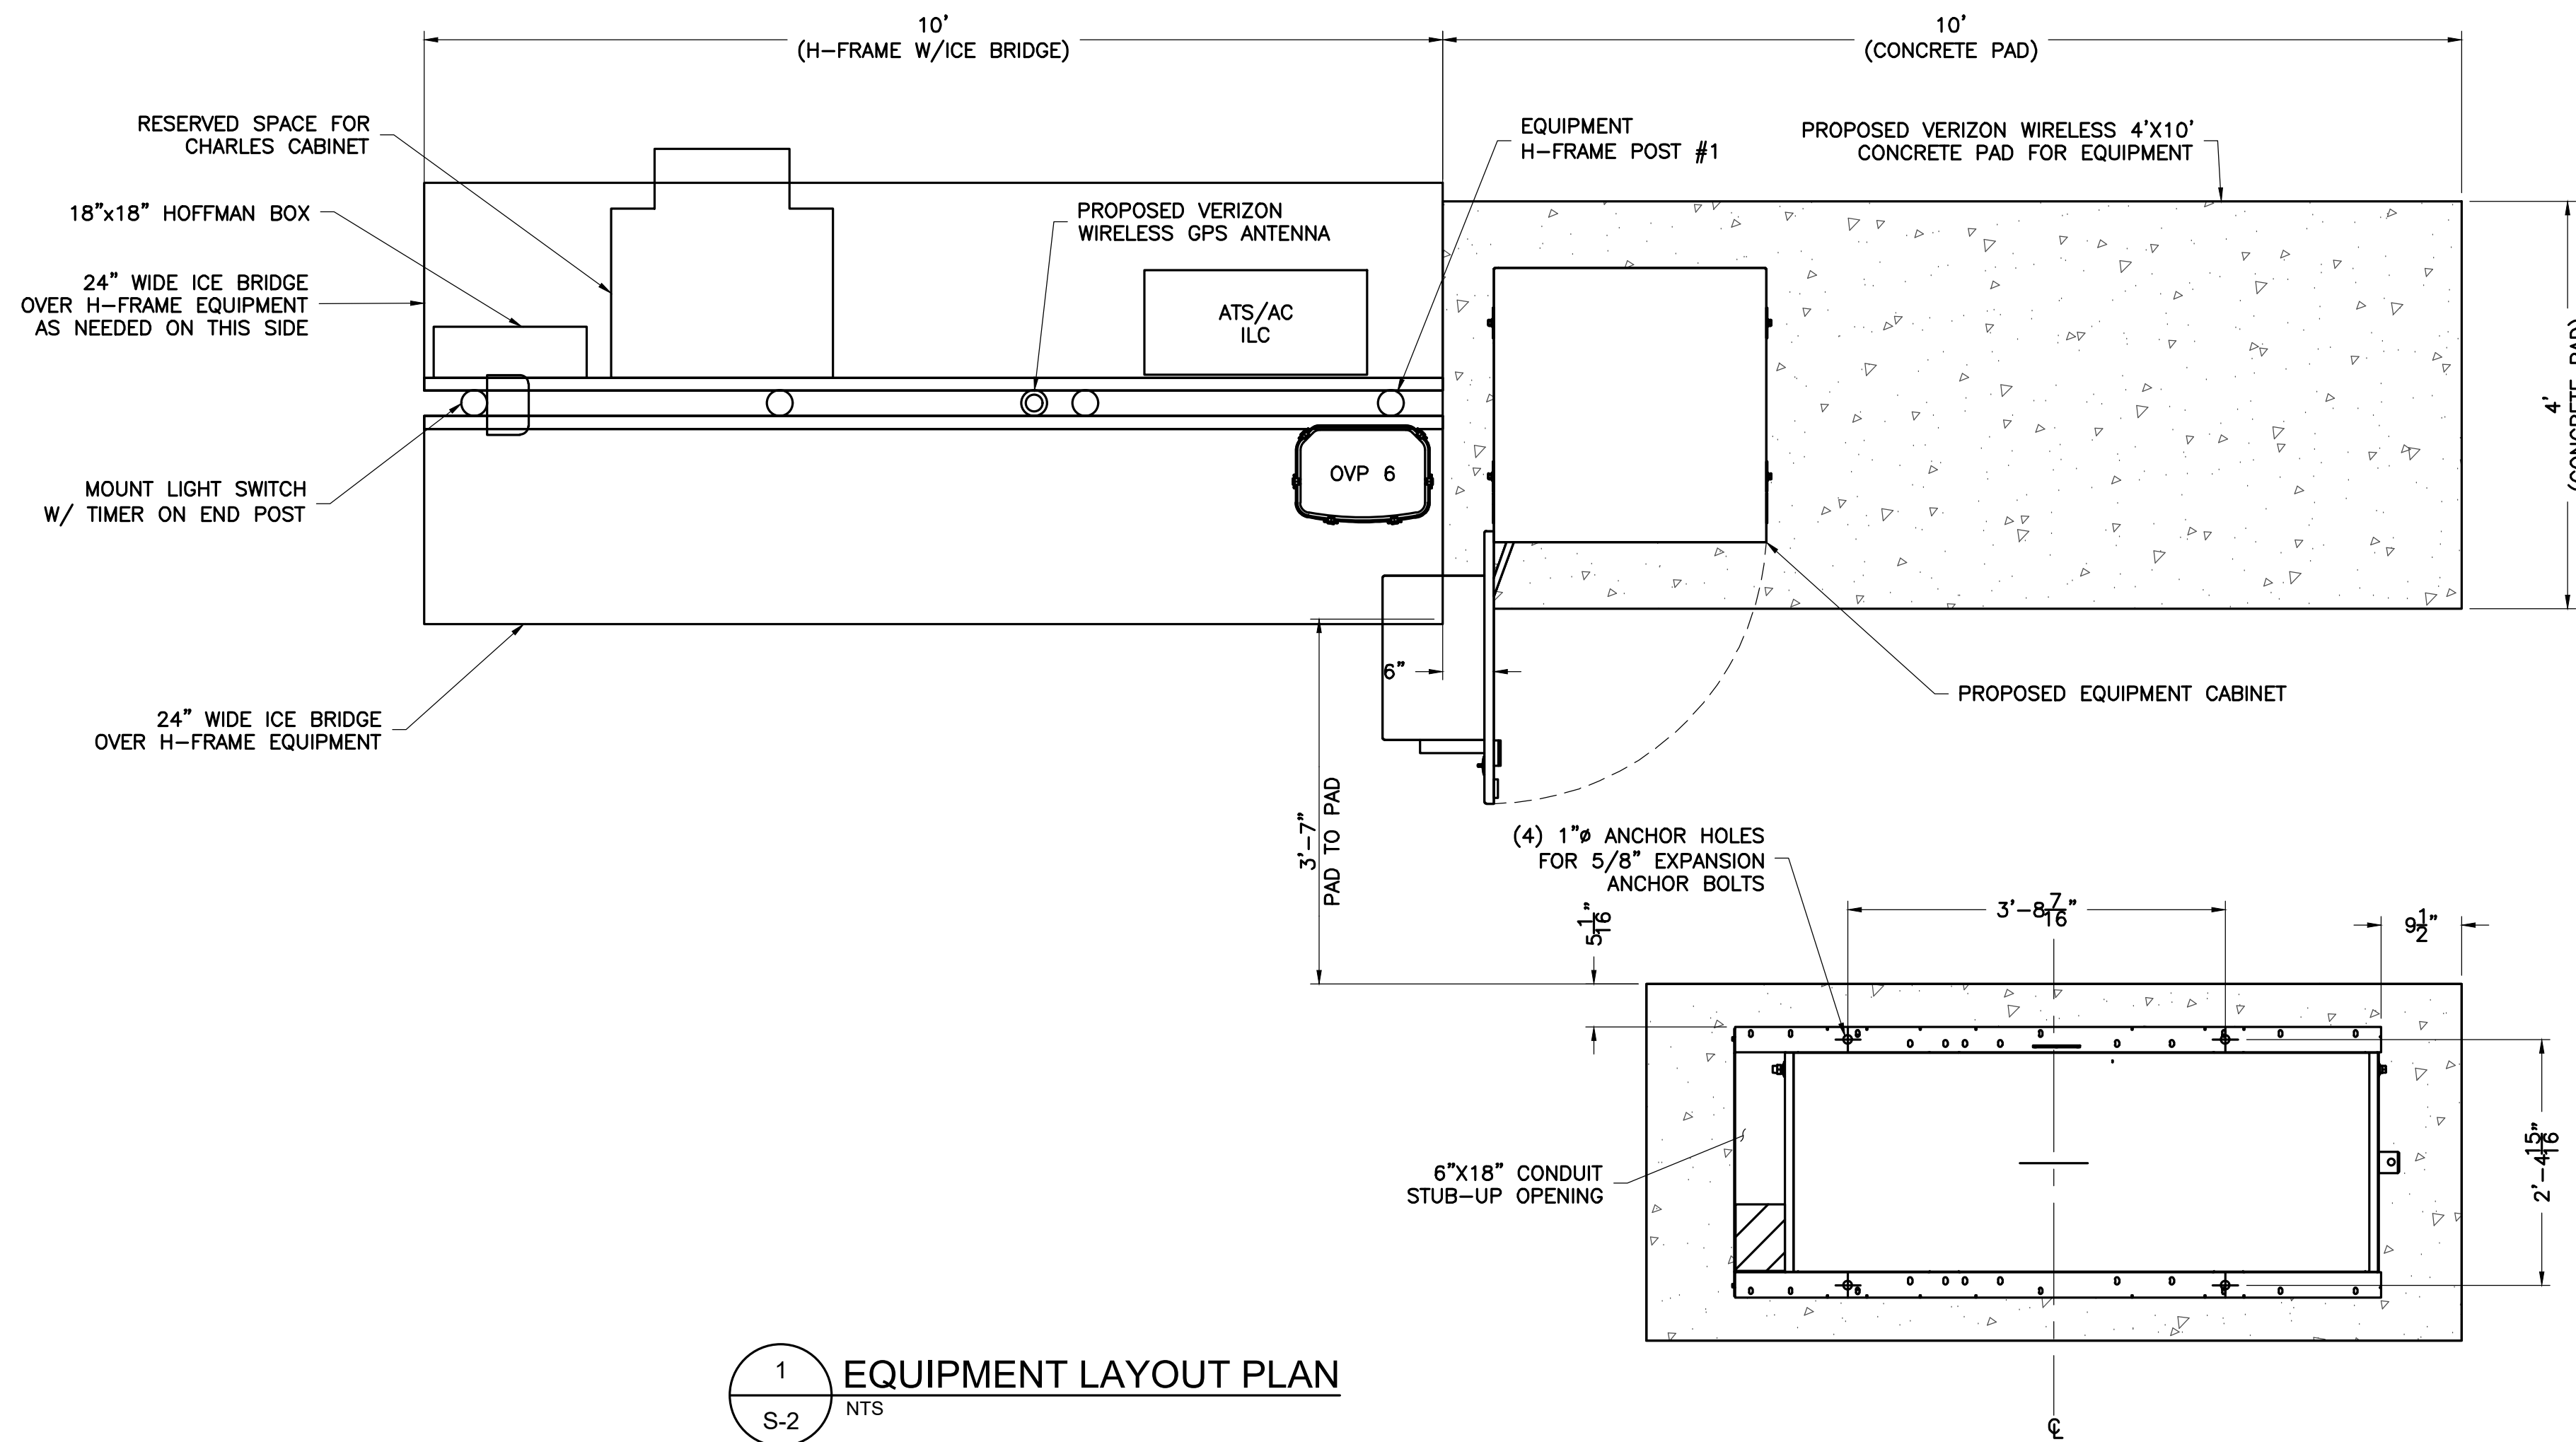 10'
(H-FRAME W/ICE BRIDGE)
10'
(CONCRETE PAD)
RESERVED SPACE FOR
CHARLES CABINET
EQUIPMENT
H-FRAME POST #1
PROPOSED VERIZON WIRELESS 4'X10'
CONCRETE PAD FOR EQUIPMENT
18"x18" HOFFMAN BOX
PROPOSED VERIZON
WIRELESS GPS ANTENNA
24" WIDE ICE BRIDGE
OVER H-FRAME EQUIPMENT
AS NEEDED ON THIS SIDE
ATS/AC
ILC
4'
(CONCRETE PAD)
OVP 6
MOUNT LIGHT SWITCH
W/ TIMER ON END POST
6"
PROPOSED EQUIPMENT CABINET
24" WIDE ICE BRIDGE
OVER H-FRAME EQUIPMENT
3'-7"
PAD TO PAD
(4) 1"ø ANCHOR HOLES
FOR 5/8" EXPANSION
ANCHOR BOLTS
5 1/16"
3'-8 7/16"
9 1/2"
6"X18" CONDUIT
STUB-UP OPENING
2'-4 15/16"
1
S-2
EQUIPMENT LAYOUT PLAN
NTS
℄